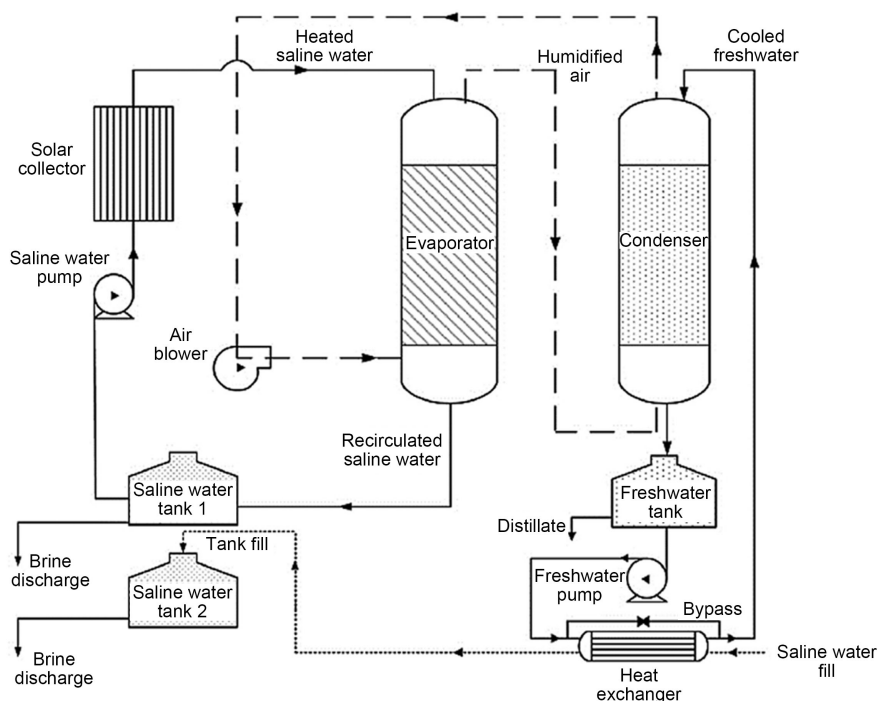 Heated
saline water
Humidified
air
Cooled
freshwater
Solar
collector
Evaporator
Condenser
Saline water
pump
Air
blower
Recirculated
saline water
Saline water
tank 1
Freshwater
tank
Distillate
Brine
discharge
Tank fill
Saline water
tank 2
Freshwater
pump
Bypass
Brine
discharge
Heat
exchanger
Saline water
fill